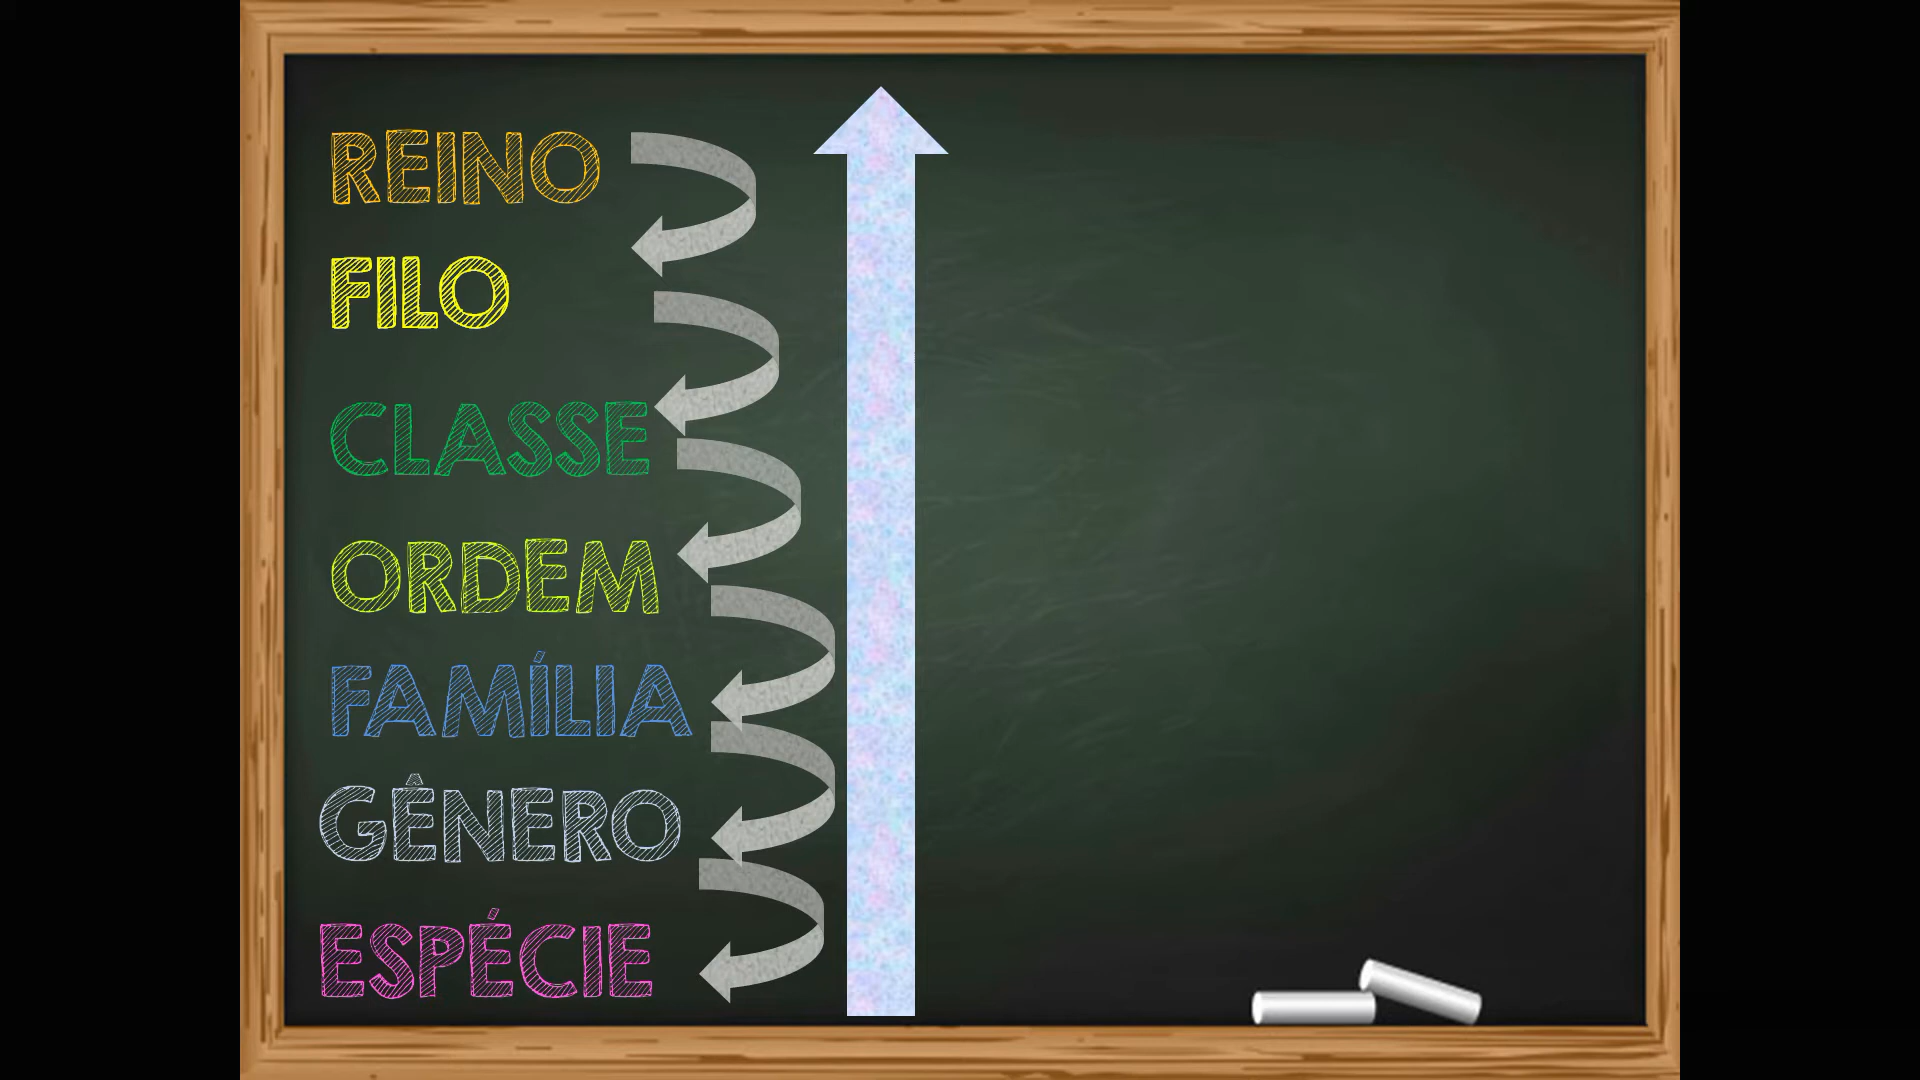 REINO
FILO
CLASSE
ORDEM
FAMÍLIA
GÊNERO
ESPÉCIE